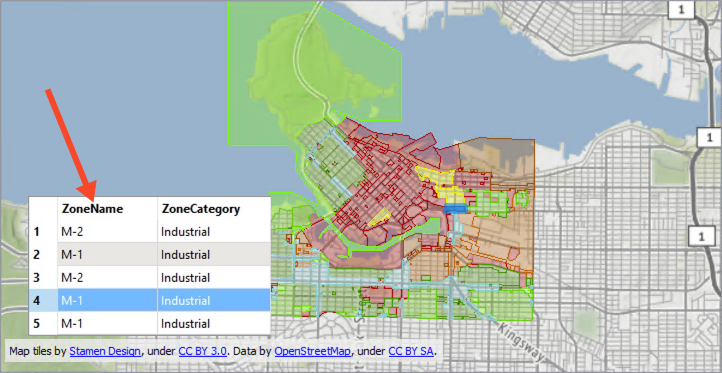 1
1
1
ZoneName ZoneCategory
1 M-2 Industrial
2 M-1 Industrial
3 M-2 Industrial
4 M-1 Industrial
5 M-1 Industrial
Kingsway
Map tiles by Stamen Design, under CC BY 3.0. Data by OpenStreetMap, under CC BY SA.